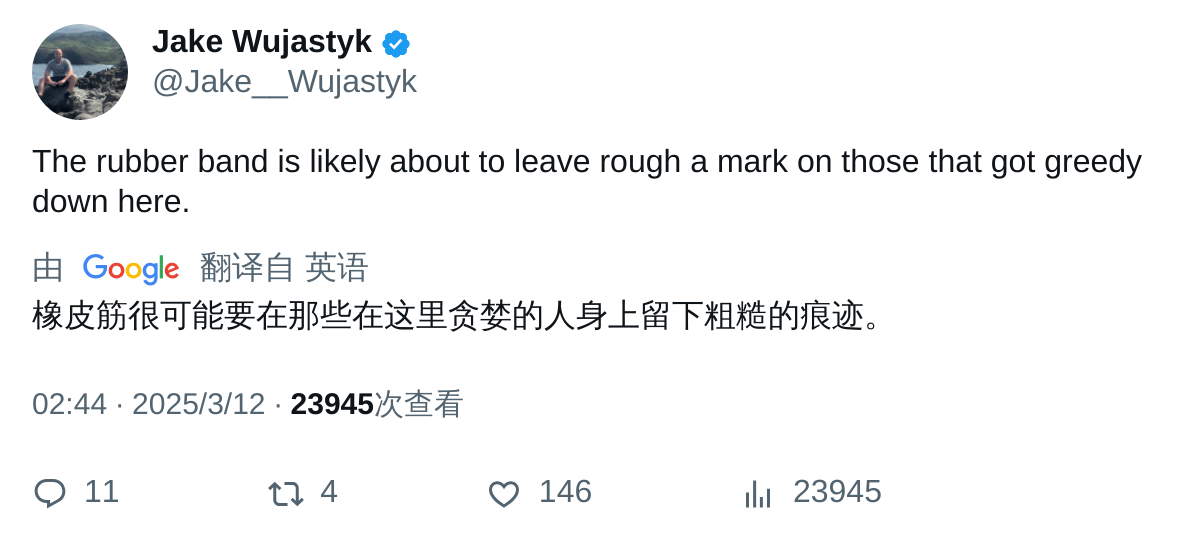 Jake Wujastyk
@Jake__Wujastyk
The rubber band is likely about to leave rough a mark on those that got greedy
down here.
由 Google 翻译自 英语
橡皮筋很可能要在那些在这里贪婪的人身上留下粗糙的痕迹。
02:44 · 2025/3/12 · 23945次查看
11 4 146 23945